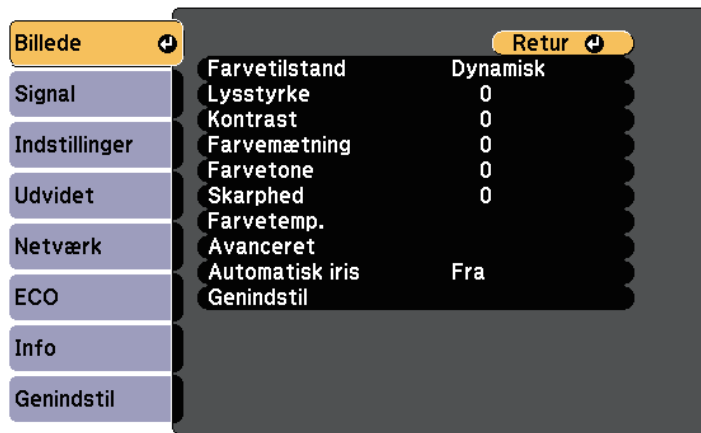 Billede
Signal
Indstillinger
Udvidet
Netværk
ECO
Info
Genindstil
Retur
Farvetilstand Dynamisk
Lysstyrke 0
Kontrast 0
Farvemætning 0
Farvetone 0
Skarphed 0
Farvetemp.
Avanceret
Automatisk iris Fra
Genindstil